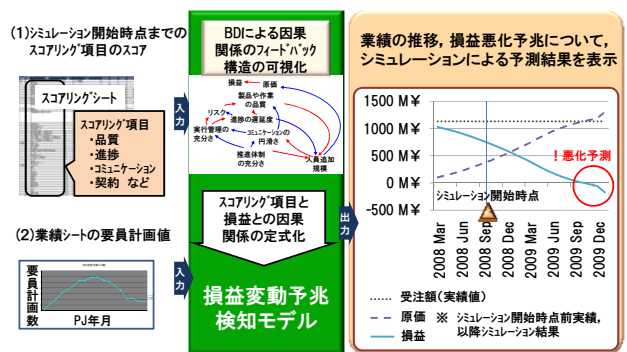 (1)シミュレーション開始時点までの
スコアリング項目のスコア
スコアリングシート
スコアリング項目
・品質
・進捗
・コミュニケーション
・契約 など
(2)業績シートの要員計画値
要員計画数
PJ年月
入力
入力
BDIによる因果
関係のフィードバック
構造の可視化
損益
原価
製品や作業
の品質
リスク
進捗の遅延度
実行管理の
充分さ
コミュニケーションの
円滑さ
推進体制
の充分さ
人員追加
規模
スコアリング項目と
損益との因果
関係の定式化
損益変動予兆
検知モデル
出力
業績の推移，損益悪化予兆について，
シミュレーションによる予測結果を表示
1500 M¥
1000 M¥
500 M¥
0 M¥
-500 M¥
！悪化予測
シミュレーション開始時点
2008 Mar
2008 Jun
2008 Sep
2008 Dec
2009 Mar
2009 Jun
2009 Sep
2009 Dec
受注額(実績値)
原価
損益
※ シミュレーション開始時点前実績，
以降シミュレーション結果